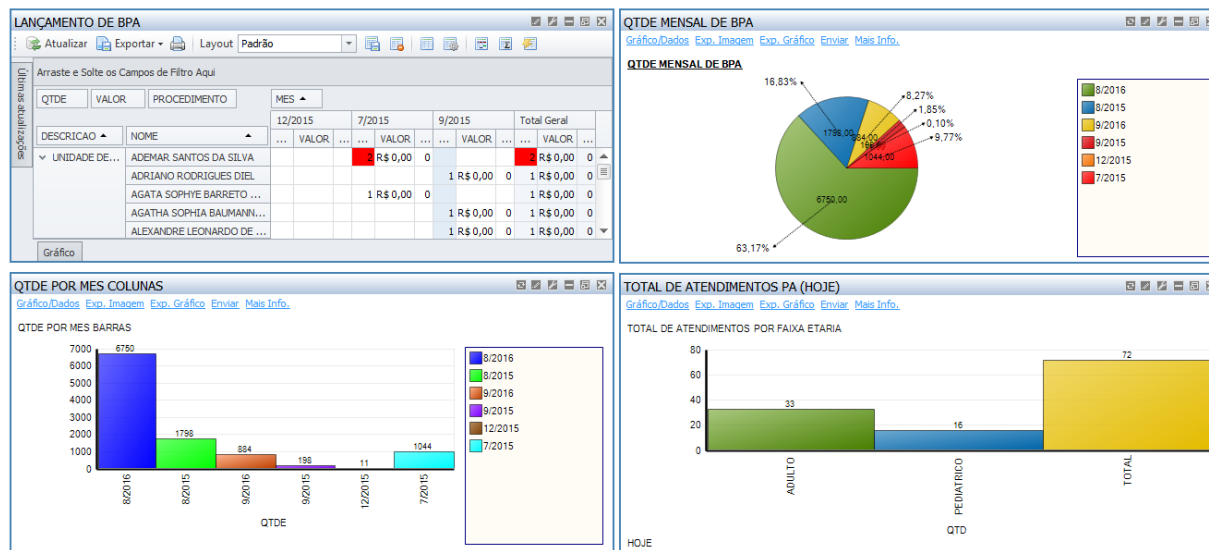 LANÇAMENTO DE BPA
Atualizar Exportar Layout Padrão
Últimas atualizações
Arraste e Solte os Campos de Filtro Aqui
QTDE VALOR PROCEDIMENTO MES
12/2015 7/2015 9/2015 Total Geral
DESCRICAO NOME ... VALOR ... ... VALOR ... ... VALOR ... ... VALOR ...
UNIDADE DE... ADEMAR SANTOS DA SILVA 2 R$ 0,00 0 2 R$ 0,00 0
ADRIANO RODRIGUES DIEL 1 R$ 0,00 0 1 R$ 0,00 0
AGATA SOPHYE BARRETO ... 1 R$ 0,00 0 1 R$ 0,00 0
AGATHA SOPHIA BAUMANN... 1 R$ 0,00 0 1 R$ 0,00 0
ALEXANDRE LEONARDO DE ... 1 R$ 0,00 0 1 R$ 0,00 0
Gráfico
QTDE MENSAL DE BPA
Gráfico/Dados Exp. Imagem Exp. Gráfico Enviar Mais Info.
QTDE MENSAL DE BPA
16,83%
8,27%
1,85%
0,10%
9,77%
1798,00
884,00
1044,00
6750,00
63,17%
8/2016
8/2015
9/2016
9/2015
12/2015
7/2015
QTDE POR MES COLUNAS
Gráfico/Dados Exp. Imagem Exp. Gráfico Enviar Mais Info.
QTDE POR MES BARRAS
7000
6000
5000
4000
3000
2000
1000
0
6750
1798
884
198
11
1044
8/2016
8/2015
9/2016
9/2015
12/2015
7/2015
QTDE
8/2016
8/2015
9/2016
9/2015
12/2015
7/2015
TOTAL DE ATENDIMENTOS PA (HOJE)
Gráfico/Dados Exp. Imagem Exp. Gráfico Enviar Mais Info.
TOTAL DE ATENDIMENTOS POR FAIXA ETARIA
80
60
40
20
0
33
16
72
ADULTO
PEDIATRICO
TOTAL
QTD
HOJE